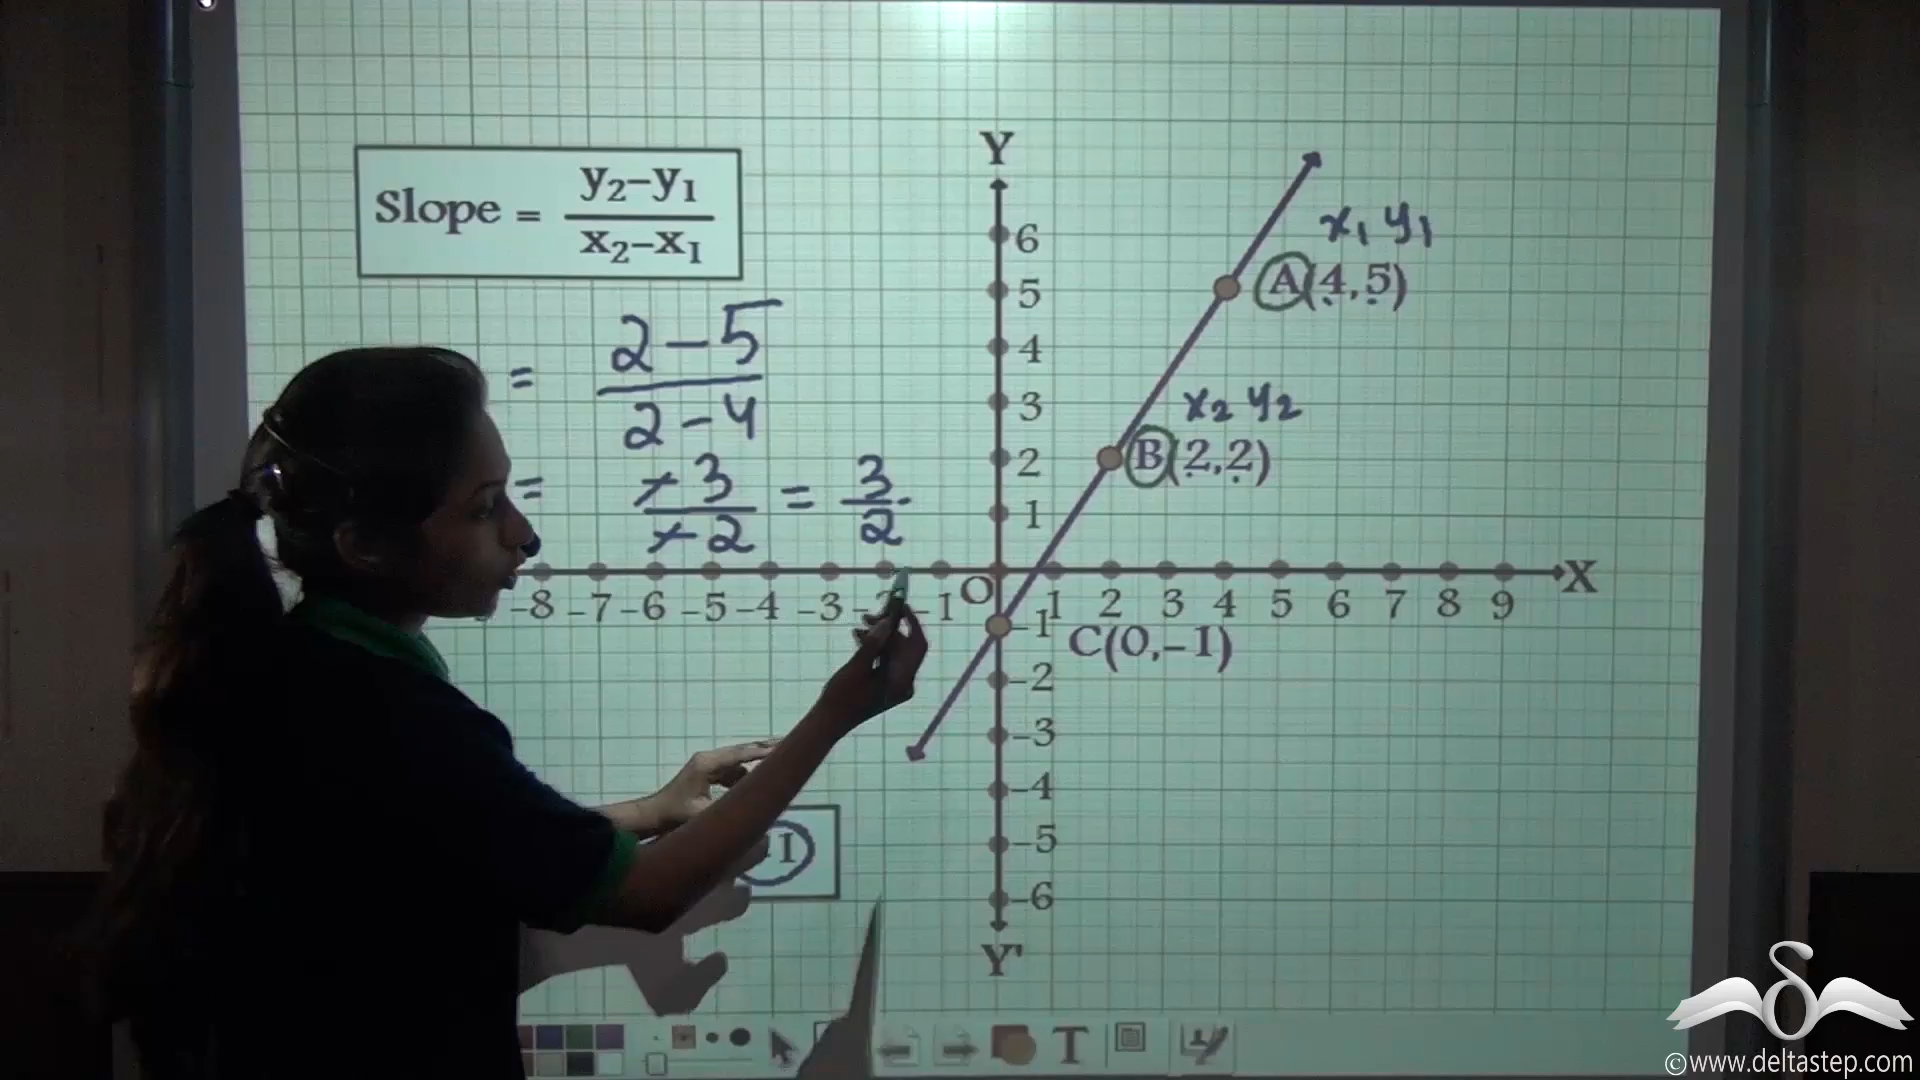 Slope = y₂−y₁ / x₂−x₁
= 2 − 5 / 2 − 4
= −3 / −2 = 3 / 2.
Y
6
5
4
3
2
1
x₁ y₁
A(4,5)
x₂ y₂
B(2,2)
−8 −7 −6 −5 −4 −3 −1 O 1 2 3 4 5 6 7 8 9 X
−1
C(0,−1)
−2
−3
−4
−5
−6
Y'
T
©www.deltastep.com